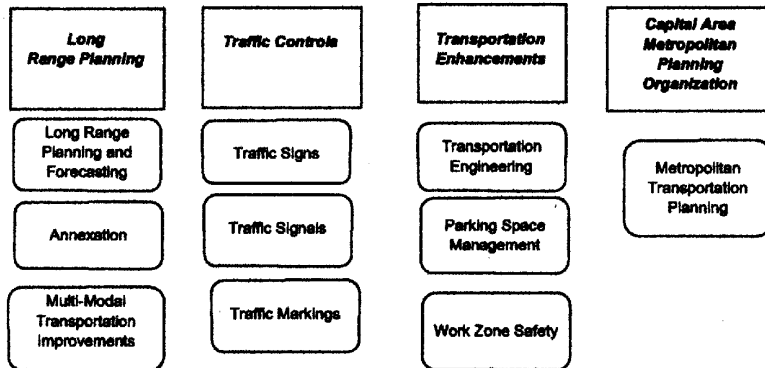 Long
Range Planning
Long Range
Planning and
Forecasting
Annexation
Multi-Modal
Transportation
Improvements
Traffic Controls
Traffic Signs
Traffic Signals
Traffic Markings
Transportation
Enhancements
Transportation
Engineering
Parking Space
Management
Work Zone Safety
Capital Area
Metropolitan
Planning
Organization
Metropolitan
Transportation
Planning